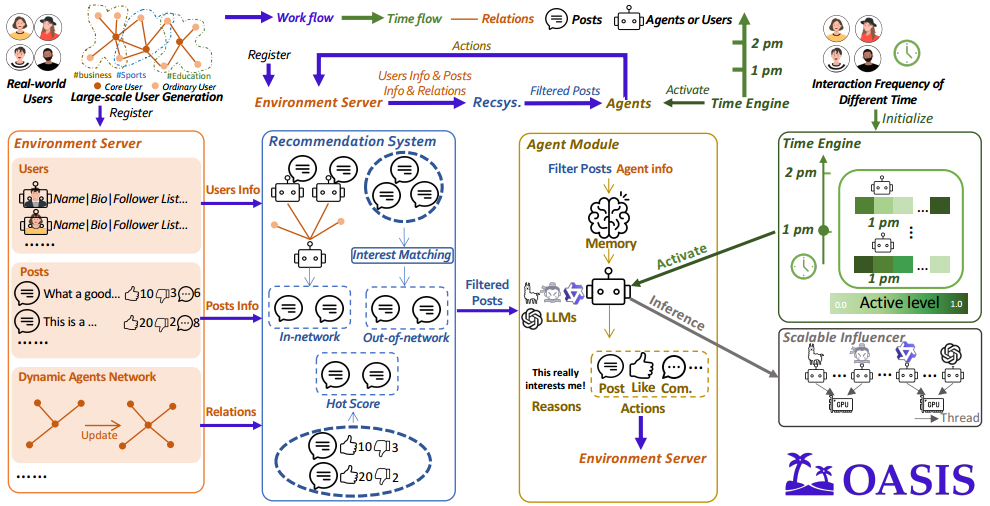 Work flow
Time flow
Relations
Posts
Agents or Users
Real-world
Users
#business #Sports #Education
Core User Ordinary User
Large-scale User Generation
Register
Register
Actions
Environment Server
Users Info & Posts
Info & Relations
Recsys.
Filtered Posts
Agents
Activate
Time Engine
2 pm
1 pm
Interaction Frequency of
Different Time
Initialize
Environment Server
Users
Name|Bio|Follower List...
Name|Bio|Follower List...
......
Posts
What a good... 10 3 6
This is a ... 20 2 8
......
Dynamic Agents Network
Update
......
Users Info
Posts Info
Relations
Recommendation System
Interest Matching
In-network
Out-of-network
Hot Score
10 3
20 2
Filtered
Posts
Agent Module
Filter Posts Agent info
Memory
LLMs
This really
interests me!
Reasons
Post Like Com.
...
Actions
Environment Server
Activate
Inference
Time Engine
2 pm
1 pm
...
1 pm
...
1 pm
0.0 Active level 1.0
Scalable Influencer
... ... ...
GPU GPU
Thread
OASIS